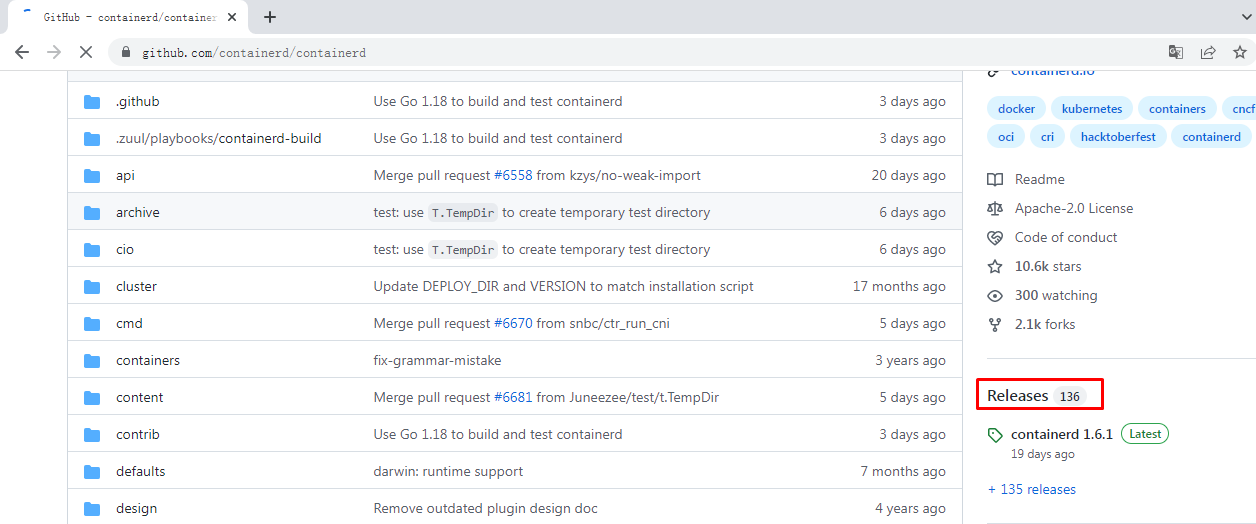 GitHub - containerd/container
github.com/containerd/containerd
.github Use Go 1.18 to build and test containerd 3 days ago
.zuul/playbooks/containerd-build Use Go 1.18 to build and test containerd 3 days ago
api Merge pull request #6558 from kzys/no-weak-import 20 days ago
archive test: use T.TempDir to create temporary test directory 6 days ago
cio test: use T.TempDir to create temporary test directory 6 days ago
cluster Update DEPLOY_DIR and VERSION to match installation script 17 months ago
cmd Merge pull request #6670 from snbc/ctr_run_cni 5 days ago
containers fix-grammar-mistake 3 years ago
content Merge pull request #6681 from Juneezee/test/t.TempDir 5 days ago
contrib Use Go 1.18 to build and test containerd 3 days ago
defaults darwin: runtime support 7 months ago
design Remove outdated plugin design doc 4 years ago
containerd.io
docker kubernetes containers cncf
oci cri hacktoberfest containerd
Readme
Apache-2.0 License
Code of conduct
10.6k stars
300 watching
2.1k forks
Releases 136
containerd 1.6.1 Latest
19 days ago
+ 135 releases